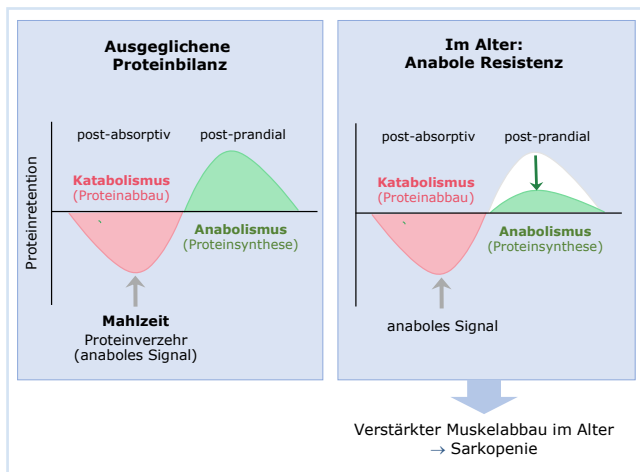 Ausgeglichene
Proteinbilanz
post-absorptiv
post-prandial
Katabolismus
(Proteinabbau)
Anabolismus
(Proteinsynthese)
Proteinretention
Mahlzeit
Proteinverzehr
(anaboles Signal)
Im Alter:
Anabole Resistenz
post-absorptiv
post-prandial
Katabolismus
(Proteinabbau)
Anabolismus
(Proteinsynthese)
anaboles Signal
Verstärkter Muskelabbau im Alter
→ Sarkopenie